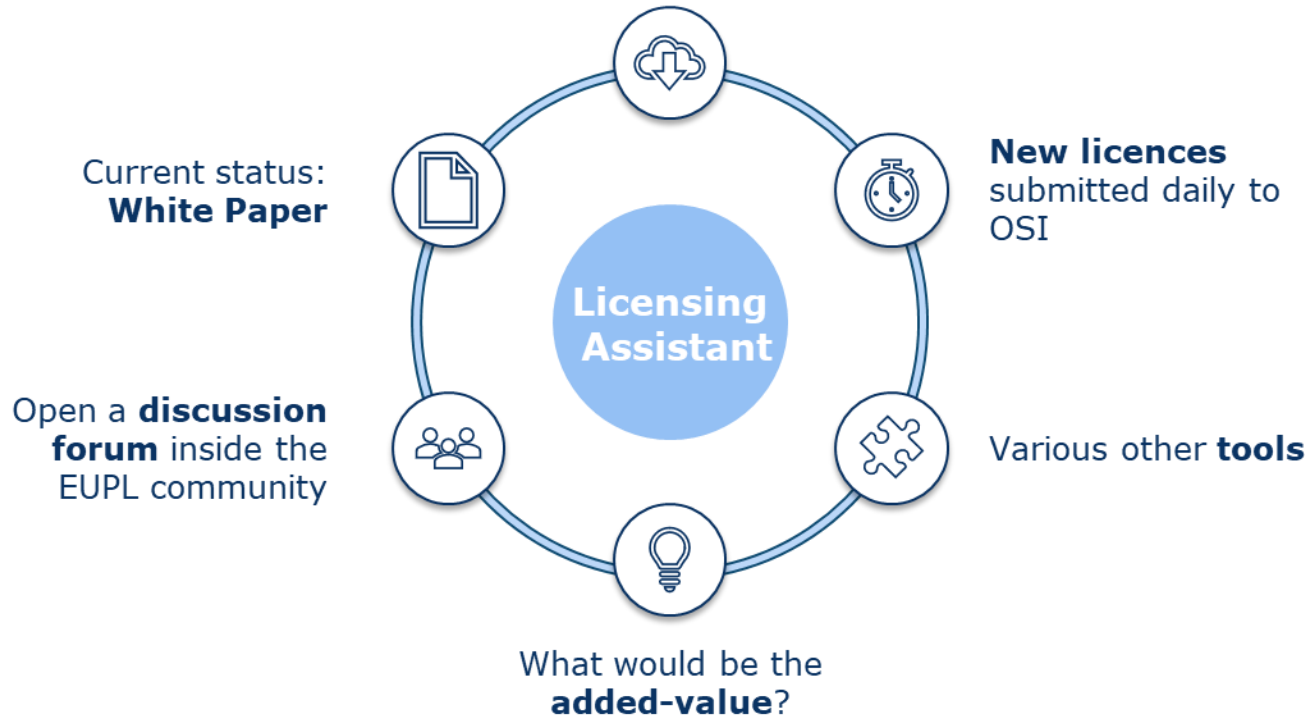 Current status:
White Paper
New licences
submitted daily to
OSI
Licensing
Assistant
Open a discussion
forum inside the
EUPL community
Various other tools
What would be the
added-value?